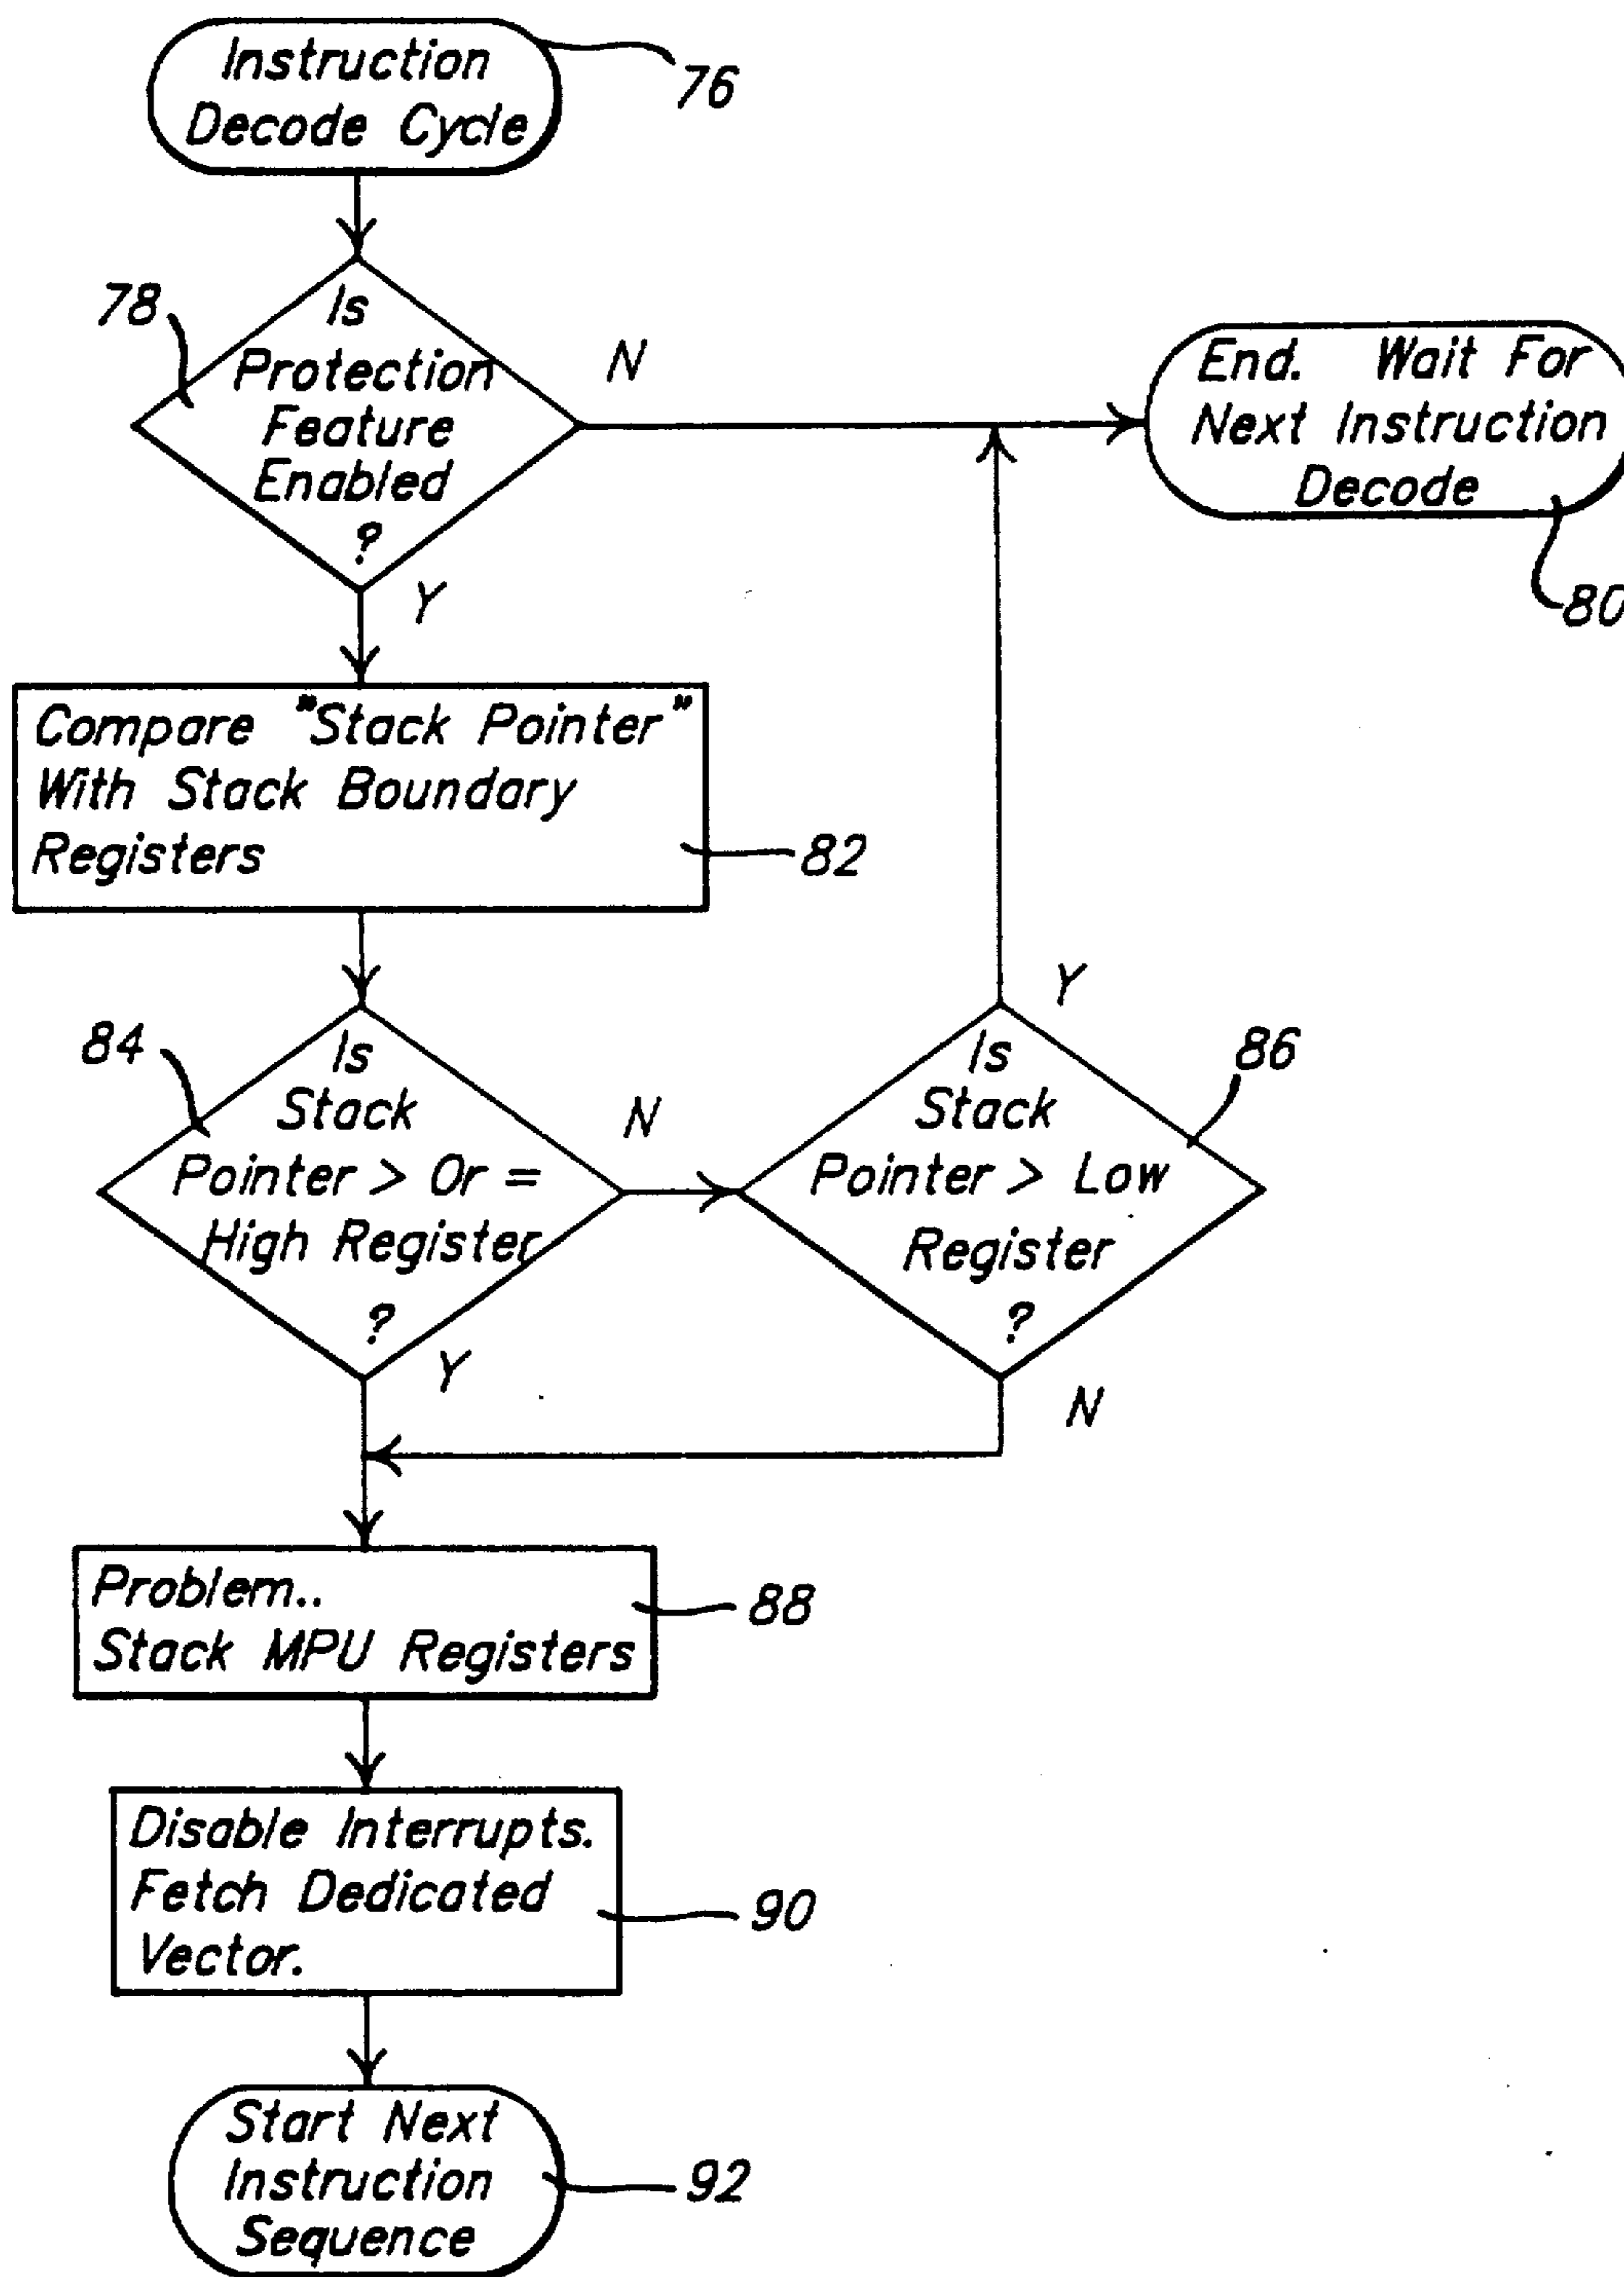 Instruction
Decode Cycle
76
78
Is
Protection
Feature
Enabled
?
N
Y
End. Wait For
Next Instruction
Decode
80
Compare "Stack Pointer"
With Stack Boundary
Registers
82
84
Is
Stack
Pointer > Or =
High Register
?
N
Y
Is
Stack
Pointer > Low
Register
?
86
Y
N
Problem..
Stack MPU Registers
88
Disable Interrupts.
Fetch Dedicated
Vector.
90
Start Next
Instruction
Sequence
92